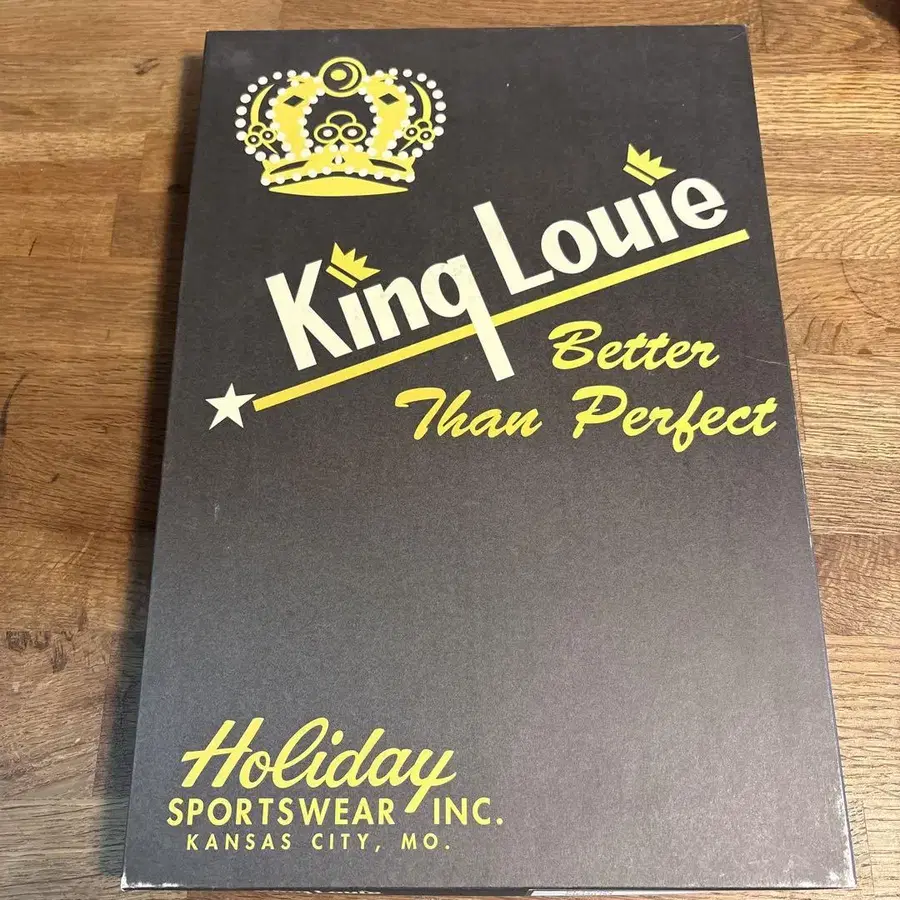 King Louie
Better
Than Perfect
Holiday
SPORTSWEAR INC.
KANSAS CITY, MO.